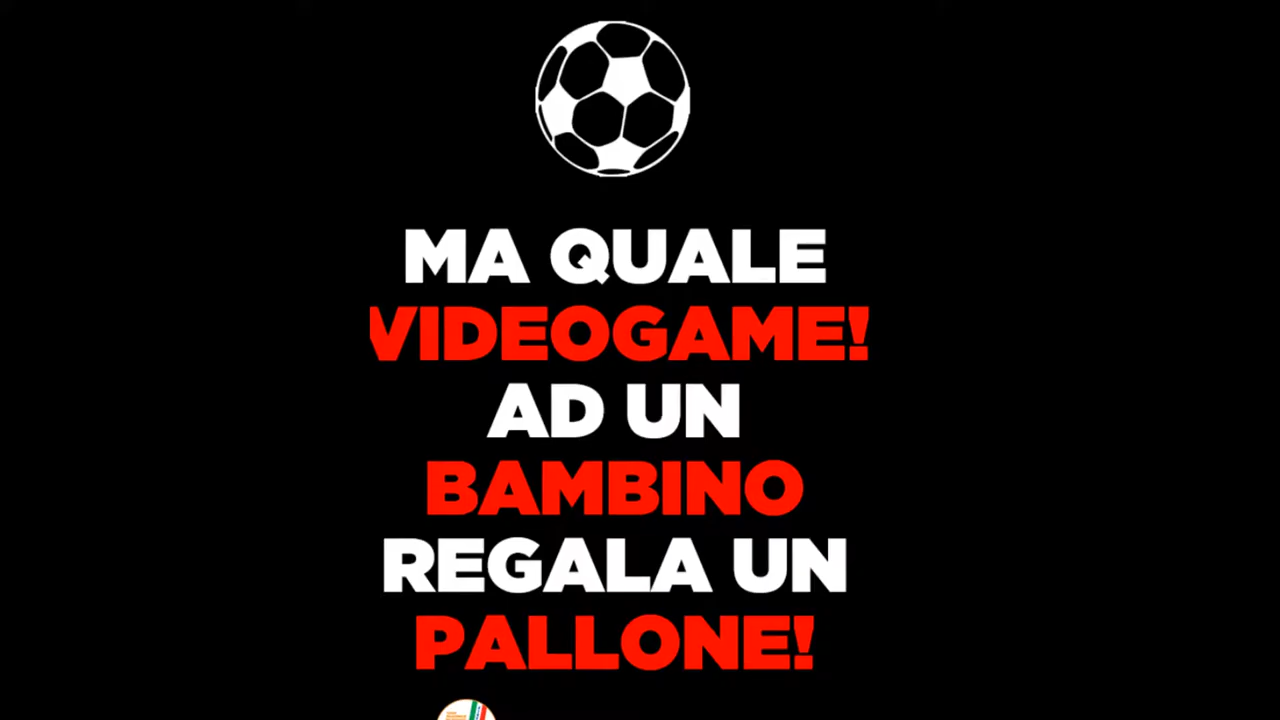 MA QUALE
VIDEOGAME!
AD UN
BAMBINO
REGALA UN
PALLONE!